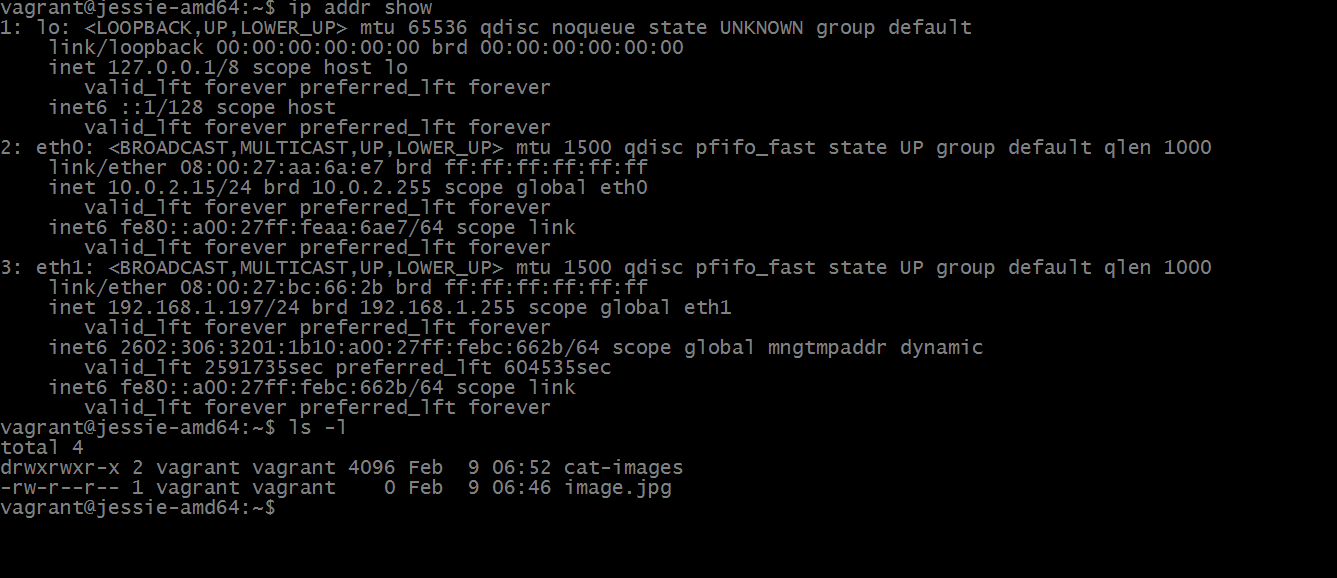 vagrant@jessie-amd64:~$ ip addr show
1: lo: <LOOPBACK,UP,LOWER_UP> mtu 65536 qdisc noqueue state UNKNOWN group default
    link/loopback 00:00:00:00:00:00 brd 00:00:00:00:00:00
    inet 127.0.0.1/8 scope host lo
       valid_lft forever preferred_lft forever
    inet6 ::1/128 scope host
       valid_lft forever preferred_lft forever
2: eth0: <BROADCAST,MULTICAST,UP,LOWER_UP> mtu 1500 qdisc pfifo_fast state UP group default qlen 1000
    link/ether 08:00:27:aa:6a:e7 brd ff:ff:ff:ff:ff:ff
    inet 10.0.2.15/24 brd 10.0.2.255 scope global eth0
       valid_lft forever preferred_lft forever
    inet6 fe80::a00:27ff:feaa:6ae7/64 scope link
       valid_lft forever preferred_lft forever
3: eth1: <BROADCAST,MULTICAST,UP,LOWER_UP> mtu 1500 qdisc pfifo_fast state UP group default qlen 1000
    link/ether 08:00:27:bc:66:2b brd ff:ff:ff:ff:ff:ff
    inet 192.168.1.197/24 brd 192.168.1.255 scope global eth1
       valid_lft forever preferred_lft forever
    inet6 2602:306:3201:1b10:a00:27ff:febc:662b/64 scope global mngtmpaddr dynamic
       valid_lft 2591735sec preferred_lft 604535sec
    inet6 fe80::a00:27ff:febc:662b/64 scope link
       valid_lft forever preferred_lft forever
vagrant@jessie-amd64:~$ ls -l
total 4
drwxrwxr-x 2 vagrant vagrant 4096 Feb  9 06:52 cat-images
-rw-r--r-- 1 vagrant vagrant    0 Feb  9 06:46 image.jpg
vagrant@jessie-amd64:~$